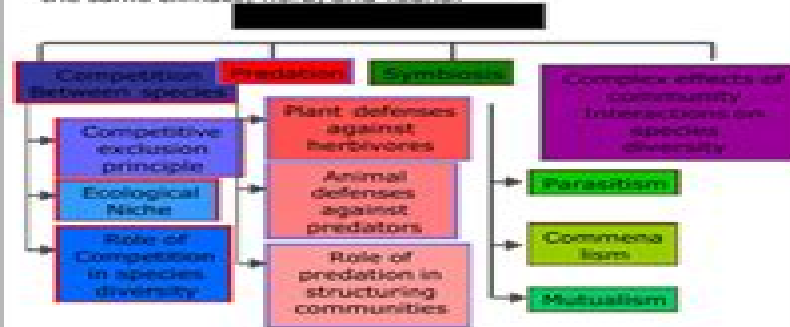 Competition
Between species
Predation
Symbiosis
Complex effects of
community
Interactions on
species
diversity
Competitive
exclusion
principle
Ecological
Niche
Role of
Competition
in species
diversity
Plant defenses
against
herbivores
Animal
defenses
against
predators
Role of
predation in
structuring
communities
Parasitism
Commena
lism
Mutualism